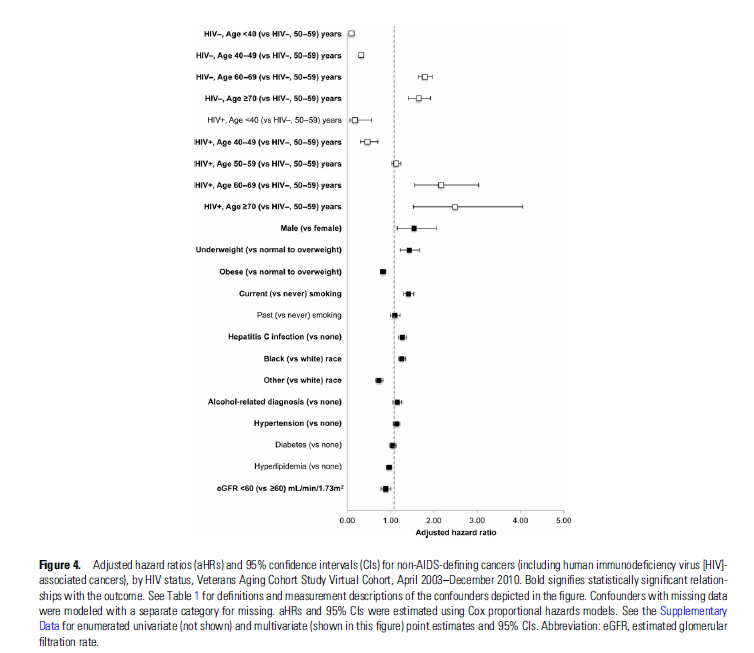 HIV–, Age <40 (vs HIV–, 50–59) years
HIV–, Age 40–49 (vs HIV–, 50–59) years
HIV–, Age 60–69 (vs HIV–, 50–59) years
HIV–, Age ≥70 (vs HIV–, 50–59) years
HIV+, Age <40 (vs HIV–, 50–59) years
HIV+, Age 40–49 (vs HIV–, 50–59) years
HIV+, Age 50–59 (vs HIV–, 50–59) years
HIV+, Age 60–69 (vs HIV–, 50–59) years
HIV+, Age ≥70 (vs HIV–, 50–59) years
Male (vs female)
Underweight (vs normal to overweight)
Obese (vs normal to overweight)
Current (vs never) smoking
Past (vs never) smoking
Hepatitis C infection (vs none)
Black (vs white) race
Other (vs white) race
Alcohol-related diagnosis (vs none)
Hypertension (vs none)
Diabetes (vs none)
Hyperlipidemia (vs none)
eGFR <60 (vs ≥60) mL/min/1.73m²
0.00 1.00 2.00 3.00 4.00 5.00
Adjusted hazard ratio
Figure 4. Adjusted hazard ratios (aHRs) and 95% confidence intervals (CIs) for non-AIDS-defining cancers (including human immunodeficiency virus [HIV]-
associated cancers), by HIV status, Veterans Aging Cohort Study Virtual Cohort, April 2003–December 2010. Bold signifies statistically significant relation-
ships with the outcome. See Table 1 for definitions and measurement descriptions of the confounders depicted in the figure. Confounders with missing data
were modeled with a separate category for missing. aHRs and 95% CIs were estimated using Cox proportional hazards models. See the Supplementary
Data for enumerated univariate (not shown) and multivariate (shown in this figure) point estimates and 95% CIs. Abbreviation: eGFR, estimated glomerular
filtration rate.